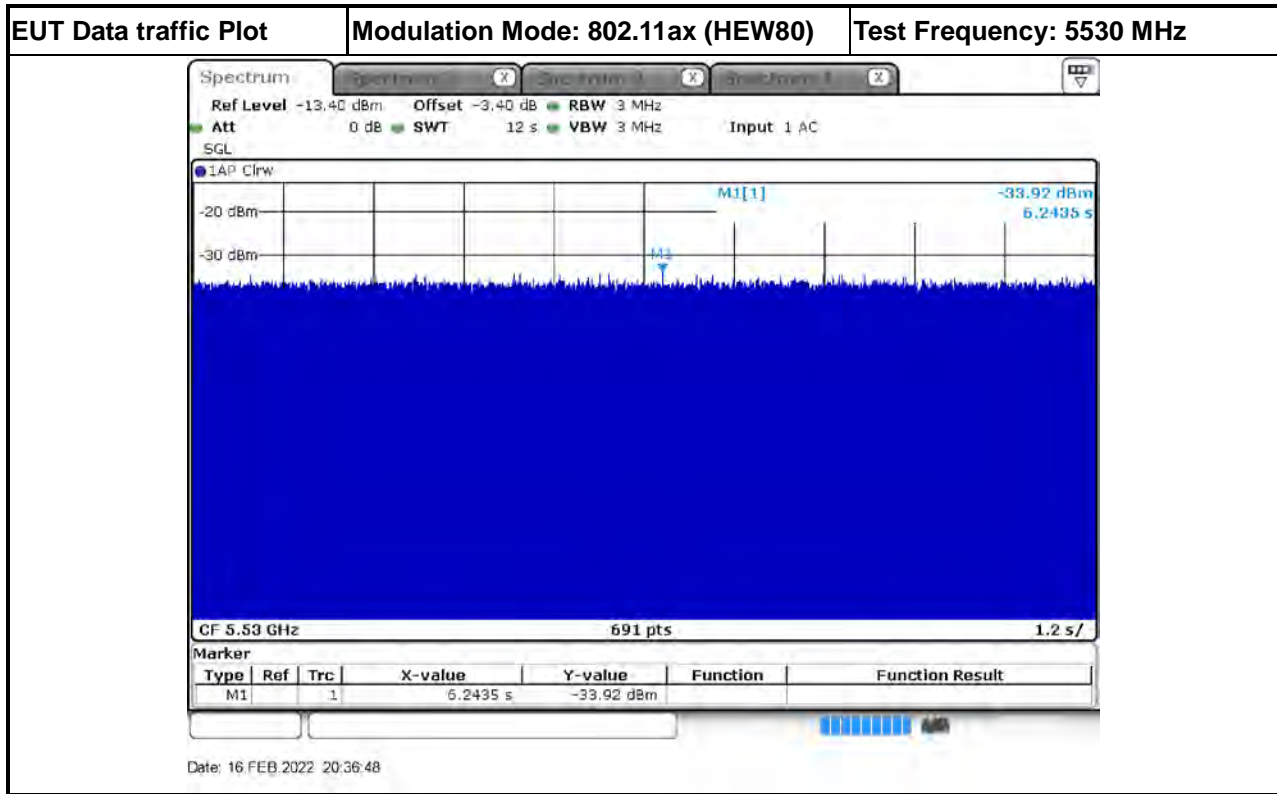 EUT Data traffic Plot Modulation Mode: 802.11ax (HEW80) Test Frequency: 5530 MHz
Spectrum X X X
Ref Level -13.40 dBm Offset -3.40 dB RBW 3 MHz
Att 0 dB SWT 12 s VBW 3 MHz Input 1 AC
SGL
1AP Clrw
M1[1] -33.92 dBm
6.2435 s
-20 dBm
-30 dBm
M1
CF 5.53 GHz 691 pts 1.2 s/
Marker
Type Ref Trc X-value Y-value Function Function Result
M1 1 6.2435 s -33.92 dBm
Date: 16 FEB 2022 20:36:48